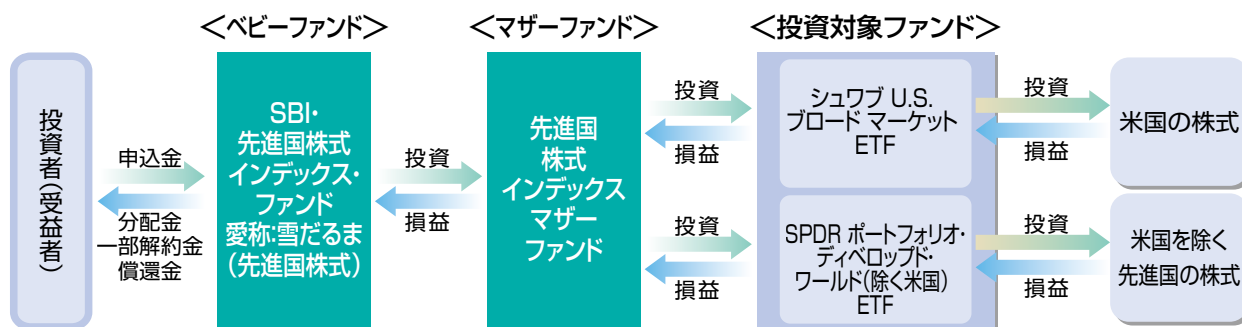 <ベビーファンド>
<マザーファンド>
<投資対象ファンド>
投資者(受益者)
申込金
分配金
一部解約金
償還金
SBI・
先進国株式
インデックス・
ファンド
愛称:雪だるま
(先進国株式)
投資
損益
先進国
株式
インデックス
マザー
ファンド
投資
損益
投資
損益
シュワブ U.S.
ブロード マーケット
ETF
SPDR ポートフォリオ・
ディベロップド・
ワールド(除く米国)
ETF
投資
損益
投資
損益
米国の株式
米国を除く
先進国の株式